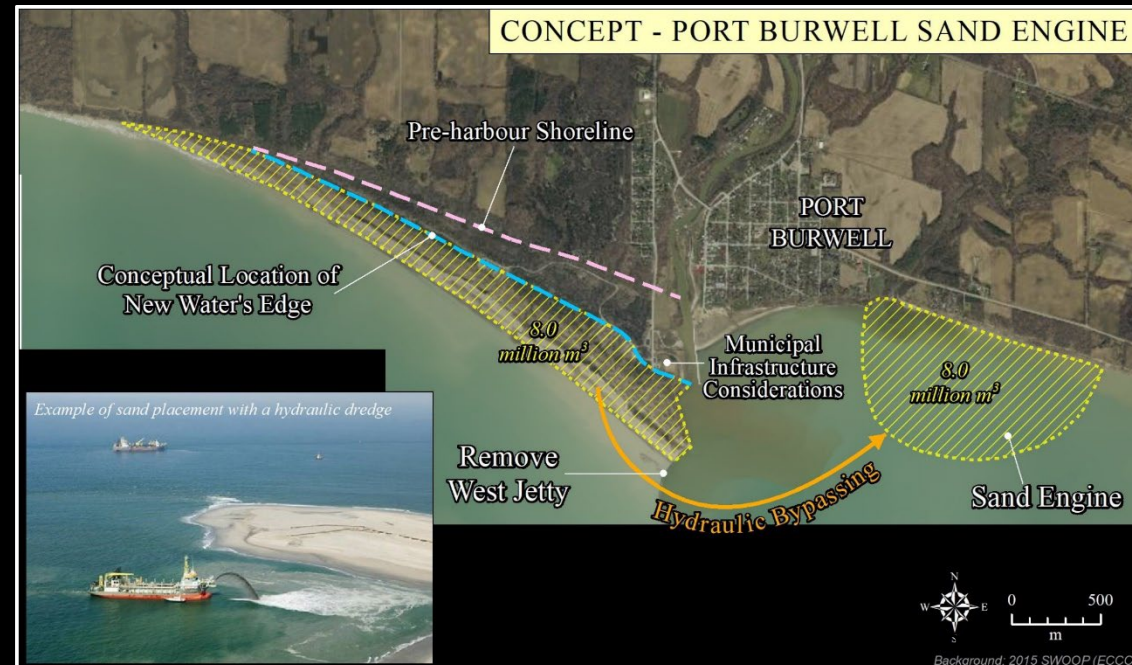 CONCEPT - PORT BURWELL SAND ENGINE
Pre-harbour Shoreline
PORT
BURWELL
Conceptual Location of
New Water's Edge
8.0
million m³
Municipal
Infrastructure
Considerations
8.0
million m³
Example of sand placement with a hydraulic dredge
Remove
West Jetty
Hydraulic Bypassing
Sand Engine
N
W E
S
0 500
m
Background: 2015 SWOOP (ECCC